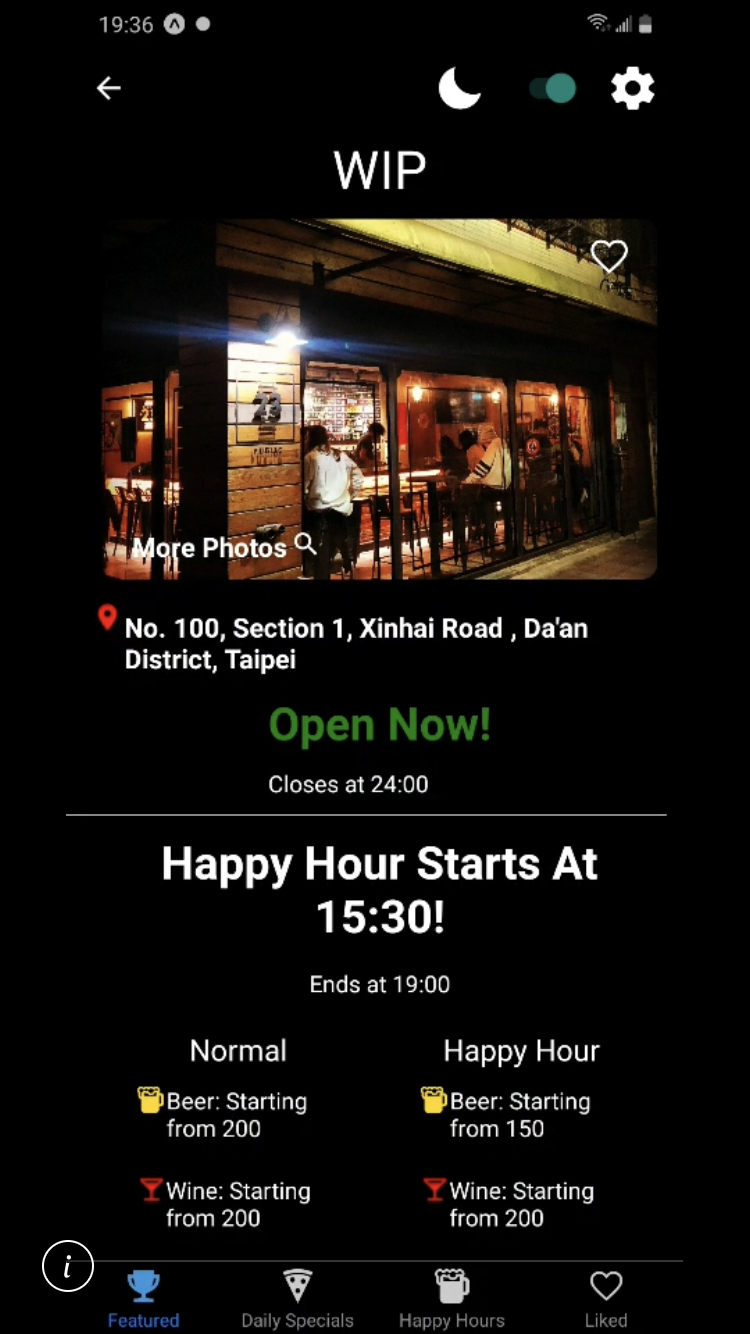 19:36
WIP
23
More Photos
No. 100, Section 1, Xinhai Road , Da'an
District, Taipei
Open Now!
Closes at 24:00
Happy Hour Starts At
15:30!
Ends at 19:00
Normal
Happy Hour
Beer: Starting
from 200
Beer: Starting
from 150
Wine: Starting
from 200
Wine: Starting
from 200
i
Featured
Daily Specials
Happy Hours
Liked